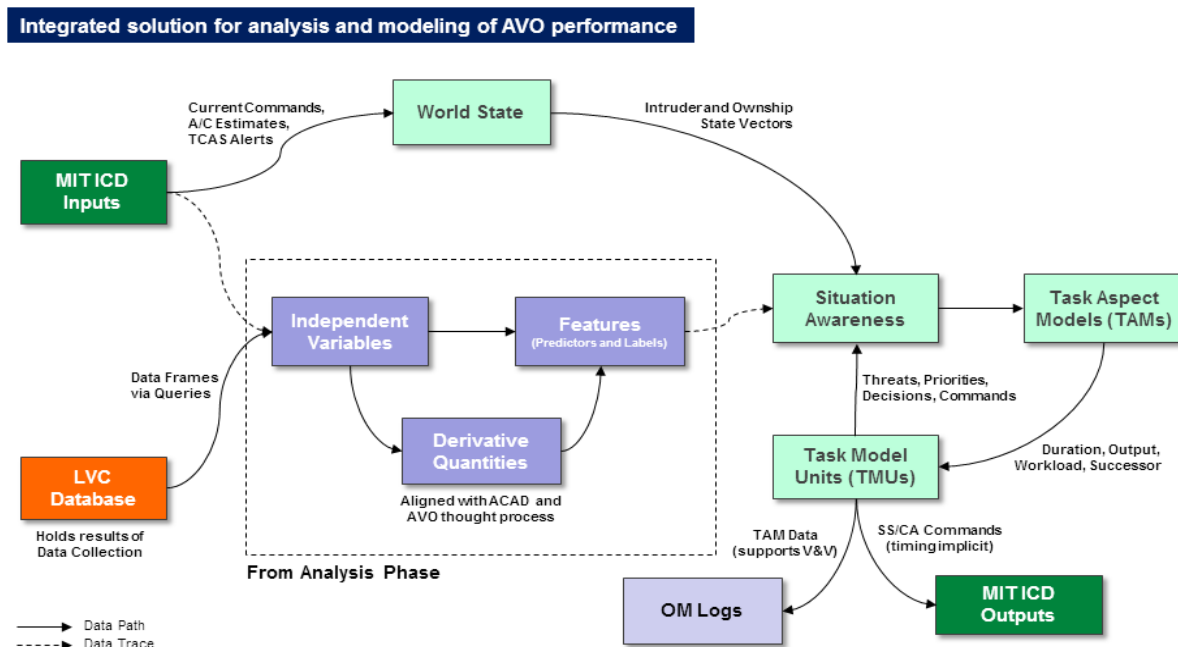 Integrated solution for analysis and modeling of AVO performance
Current Commands,
A/C Estimates,
TCAS Alerts
World State
Intruder and Ownship
State Vectors
MIT ICD
Inputs
Independent
Variables
Features
(Predictors and Labels)
Situation
Awareness
Task Aspect
Models (TAMs)
Data Frames
via Queries
Threats, Priorities,
Decisions, Commands
Derivative
Quantities
Aligned with ACAD and
AVO thought process
LVC
Database
Holds results of
Data Collection
Task Model
Units (TMUs)
Duration, Output,
Workload, Successor
TAM Data
(supports V&V)
SS/CA Commands
(timing implicit)
From Analysis Phase
OM Logs
MIT ICD
Outputs
Data Path
Data Trace